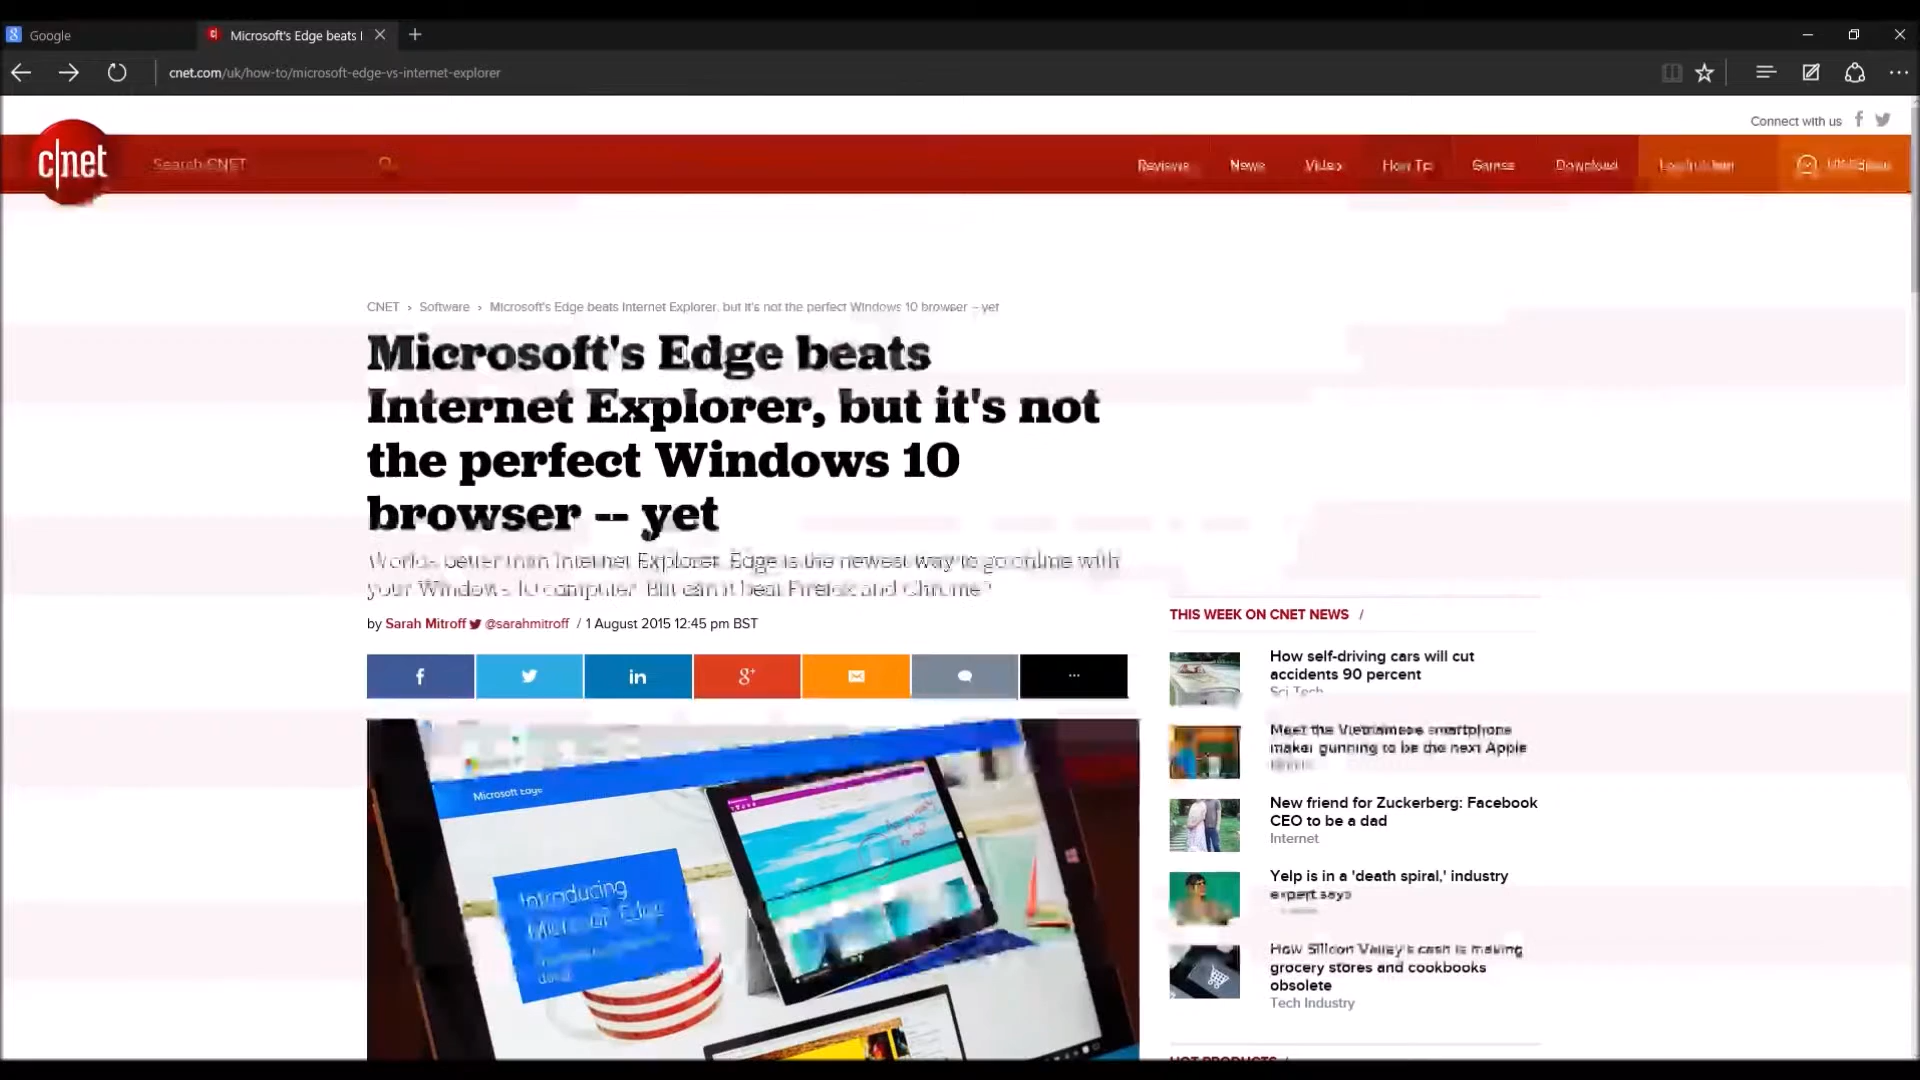 Google
Microsoft's Edge beats I
cnet.com/uk/how-to/microsoft-edge-vs-internet-explorer
Connect with us
c|net
Search CNET
Reviews News Video How To Games Download
CNET › Software › Microsoft's Edge beats Internet Explorer, but it's not the perfect Windows 10 browser -- yet
Microsoft's Edge beats
Internet Explorer, but it's not
the perfect Windows 10
browser -- yet
Worlds better than Internet Explorer, Edge is the newest way to go online with
your Windows 10 computer. But can it beat Firefox and Chrome?
by Sarah Mitroff @sarahmitroff / 1 August 2015 12:45 pm BST
f
in
g+
...
Microsoft Edge
Introducing
Microsoft Edge
THIS WEEK ON CNET NEWS /
How self-driving cars will cut
accidents 90 percent
Sci-Tech
Meet the Vietnamese smartphone
maker gunning to be the next Apple
New friend for Zuckerberg: Facebook
CEO to be a dad
Internet
Yelp is in a 'death spiral,' industry
expert says
How Silicon Valley's cash is making
grocery stores and cookbooks
obsolete
Tech Industry
HOT PRODUCTS /